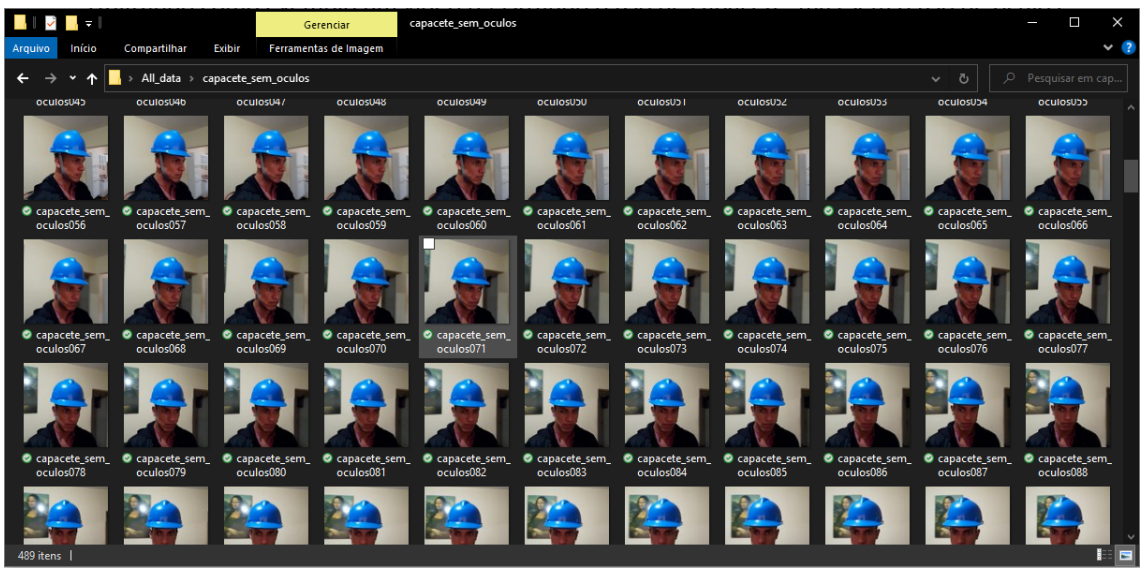 Gerenciar
capacete_sem_oculos
Arquivo
Início
Compartilhar
Exibir
Ferramentas de Imagem
All_data > capacete_sem_oculos
Pesquisar em cap...
oculos045 oculos046 oculos047 oculos048 oculos049 oculos050 oculos051 oculos052 oculos053 oculos054 oculos055
capacete_sem_ capacete_sem_ capacete_sem_ capacete_sem_ capacete_sem_ capacete_sem_ capacete_sem_ capacete_sem_ capacete_sem_ capacete_sem_ capacete_sem_
oculos056 oculos057 oculos058 oculos059 oculos060 oculos061 oculos062 oculos063 oculos064 oculos065 oculos066
capacete_sem_ capacete_sem_ capacete_sem_ capacete_sem_ capacete_sem_ capacete_sem_ capacete_sem_ capacete_sem_ capacete_sem_ capacete_sem_ capacete_sem_
oculos067 oculos068 oculos069 oculos070 oculos071 oculos072 oculos073 oculos074 oculos075 oculos076 oculos077
capacete_sem_ capacete_sem_ capacete_sem_ capacete_sem_ capacete_sem_ capacete_sem_ capacete_sem_ capacete_sem_ capacete_sem_ capacete_sem_ capacete_sem_
oculos078 oculos079 oculos080 oculos081 oculos082 oculos083 oculos084 oculos085 oculos086 oculos087 oculos088
489 itens